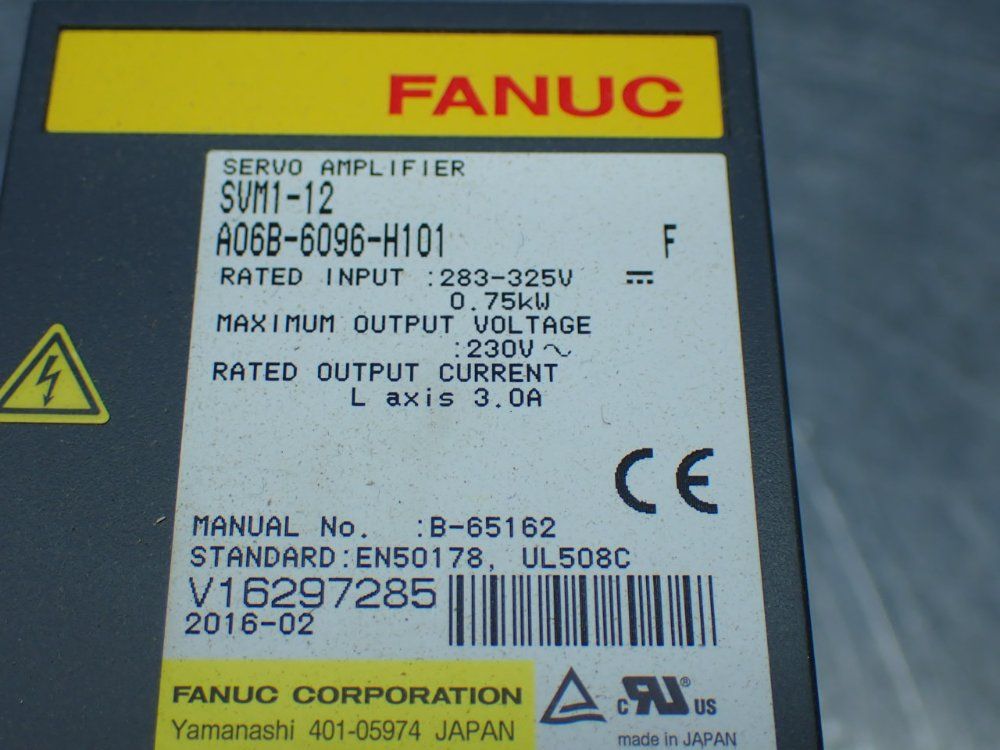 FANUC
SERVO AMPLIFIER
SVM1-12
A06B-6096-H101 F
RATED INPUT :283-325V ⎓
0.75kW
MAXIMUM OUTPUT VOLTAGE
:230V～
RATED OUTPUT CURRENT
L axis 3.0A
CE
MANUAL No. :B-65162
STANDARD:EN50178, UL508C
V16297285
2016-02
FANUC CORPORATION
Yamanashi 401-05974 JAPAN
c RU® US
made in JAPAN